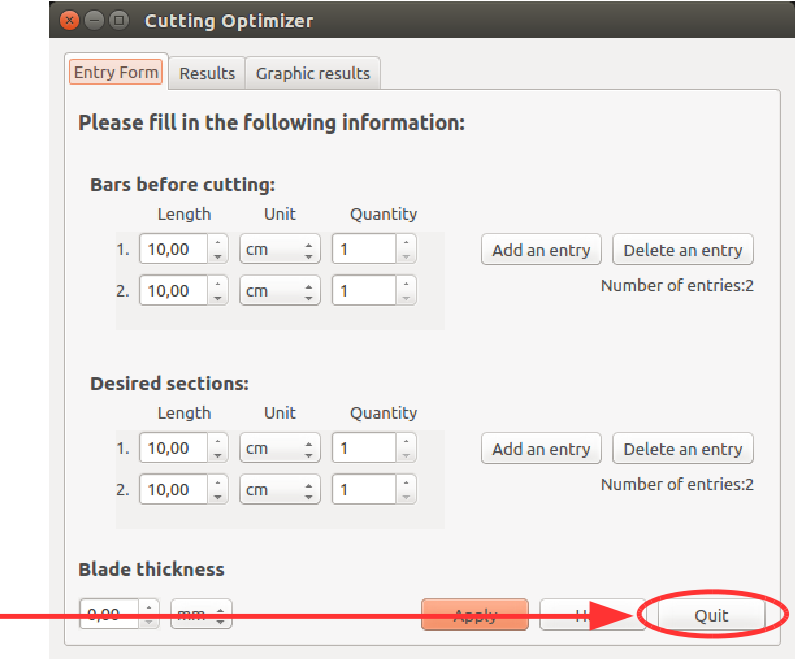 Cutting Optimizer
Entry Form Results Graphic results
Please fill in the following information:
Bars before cutting:
Length Unit Quantity
1. 10,00 cm 1 Add an entry Delete an entry
2. 10,00 cm 1
Number of entries:2
Desired sections:
Length Unit Quantity
1. 10,00 cm 1 Add an entry Delete an entry
2. 10,00 cm 1
Number of entries:2
Blade thickness
0,00 mm Apply Quit